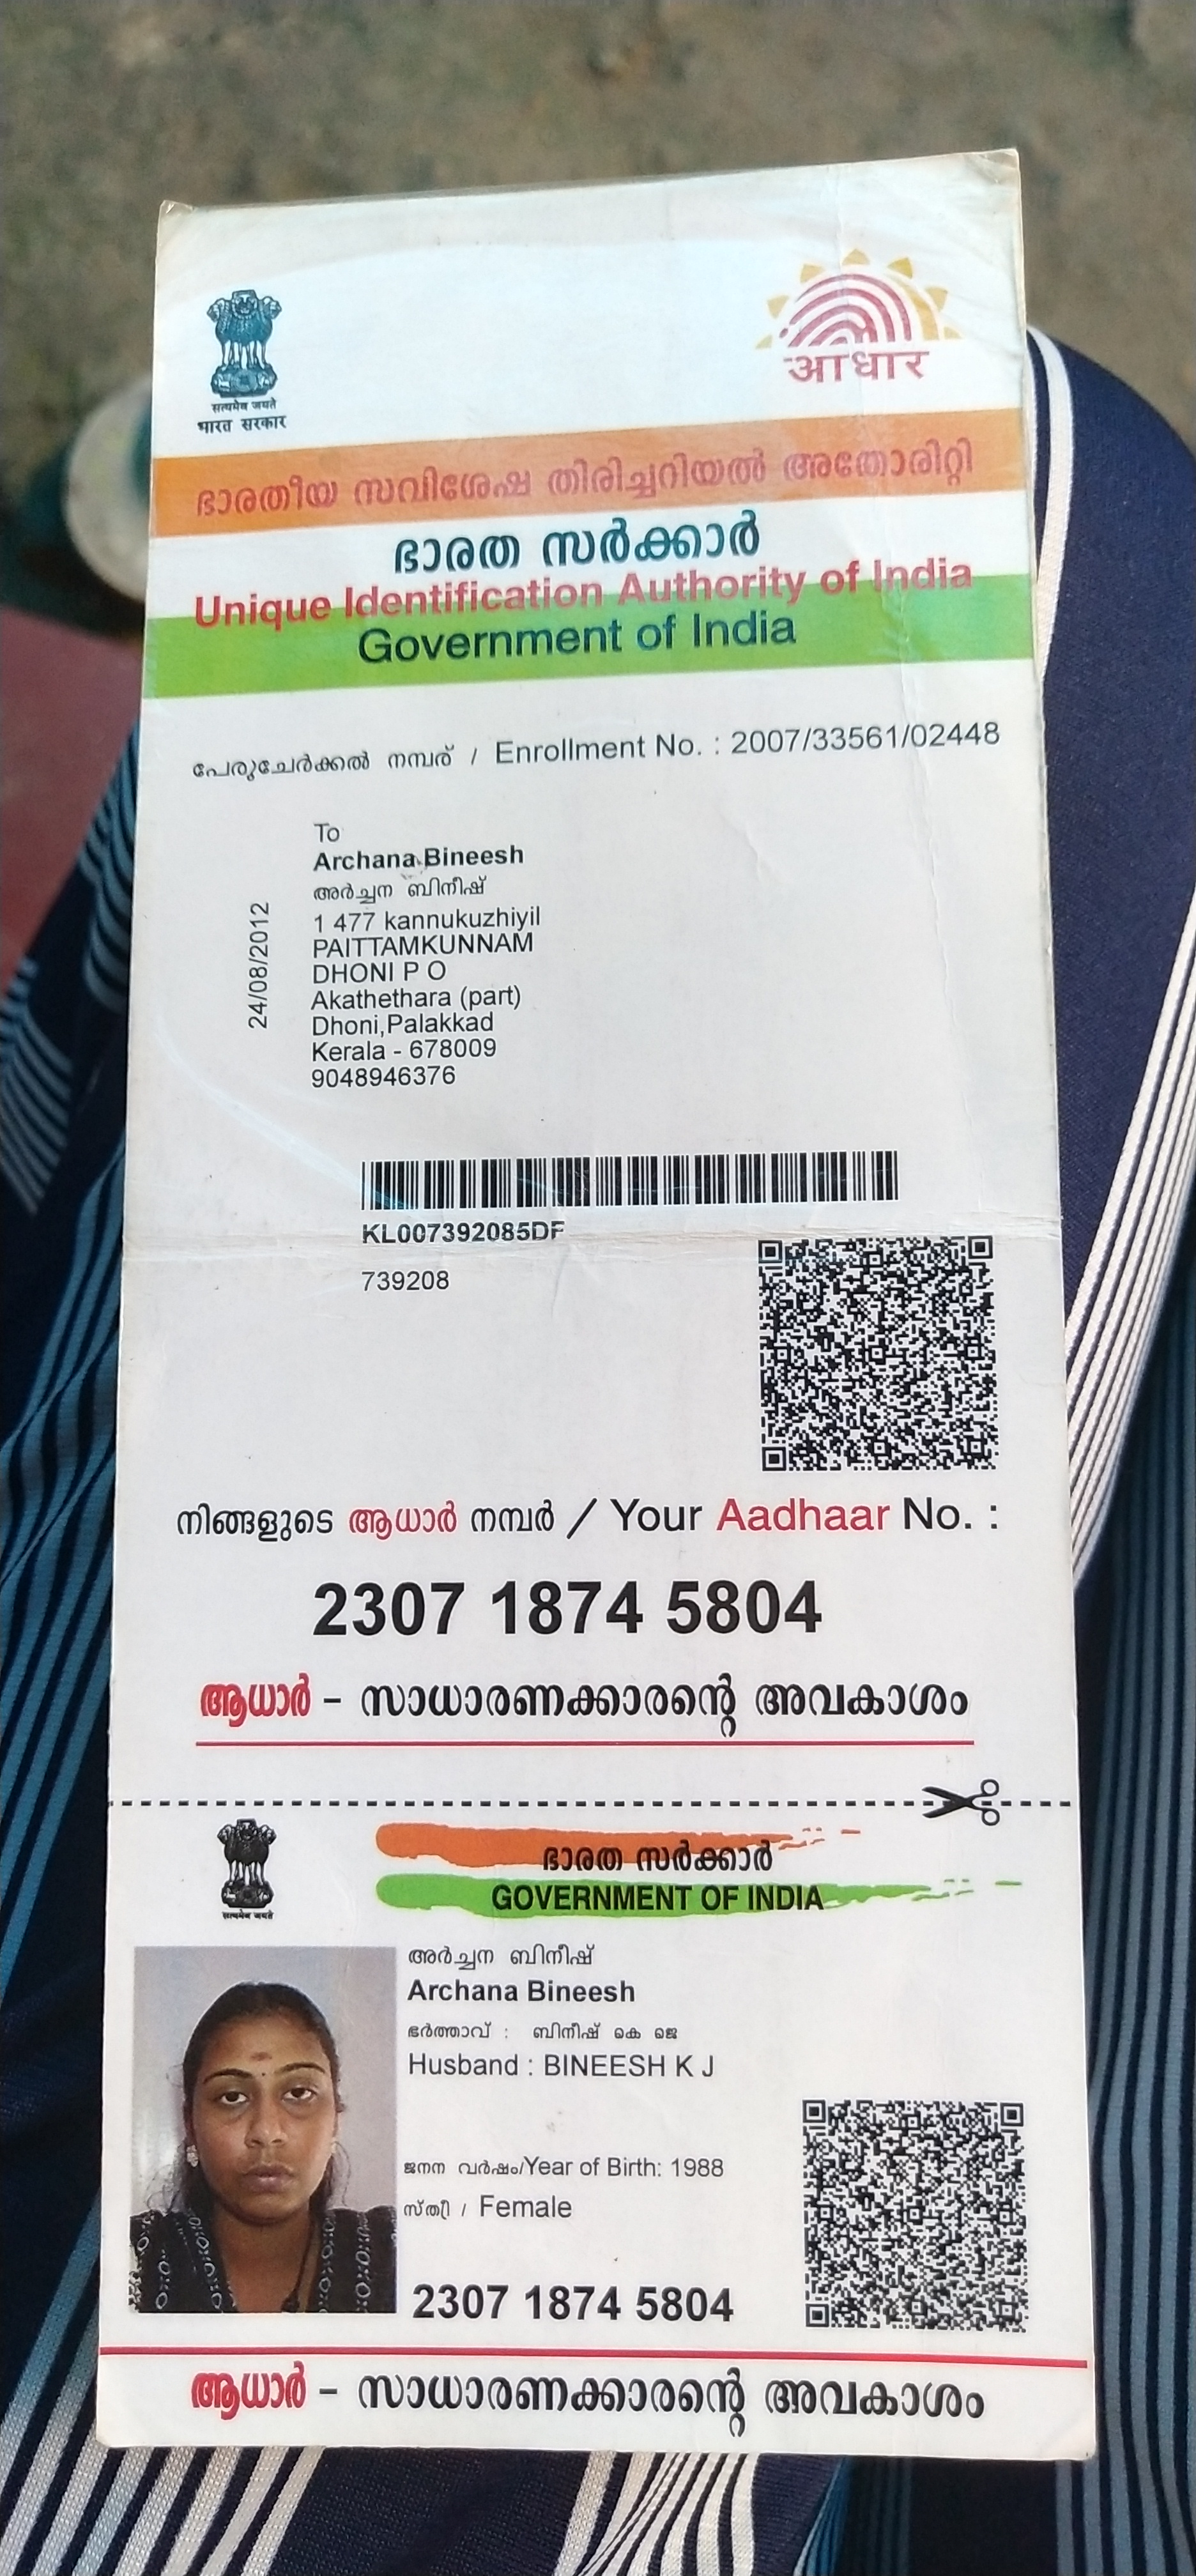 आधार
सत्यमेव जयते
भारत सरकार
ഭാരതീയ സവിശേഷ തിരിച്ചറിയൽ അതോരിറ്റി
ഭാരത സർക്കാർ
Unique Identification Authority of India
Government of India
പേരുചേർക്കൽ നമ്പര് / Enrollment No. : 2007/33561/02448
To
Archana Bineesh
അർച്ചന ബിനീഷ്
1 477 kannukuzhiyil
PAITTAMKUNNAM
DHONI P O
Akathethara (part)
Dhoni,Palakkad
Kerala - 678009
9048946376
24/08/2012
KL007392085DF
739208
നിങ്ങളുടെ ആധാർ നമ്പർ / Your Aadhaar No. :
2307 1874 5804
ആധാർ - സാധാരണക്കാരന്റെ അവകാശം
सत्यमेव जयते
ഭാരത സർക്കാർ
GOVERNMENT OF INDIA
അർച്ചന ബിനീഷ്
Archana Bineesh
ഭർത്താവ് : ബിനീഷ് കെ ജെ
Husband : BINEESH K J
ജനന വർഷം/Year of Birth: 1988
സ്ത്രീ / Female
2307 1874 5804
ആധാർ - സാധാരണക്കാരന്റെ അവകാശം